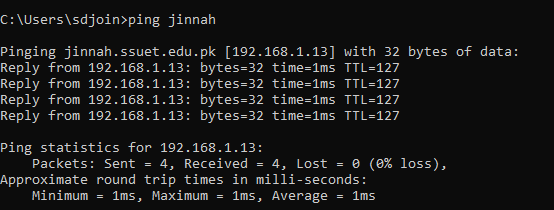 C:\Users\sdjoin>ping jinnah
Pinging jinnah.ssuet.edu.pk [192.168.1.13] with 32 bytes of data:
Reply from 192.168.1.13: bytes=32 time=1ms TTL=127
Reply from 192.168.1.13: bytes=32 time=1ms TTL=127
Reply from 192.168.1.13: bytes=32 time=1ms TTL=127
Reply from 192.168.1.13: bytes=32 time=1ms TTL=127
Ping statistics for 192.168.1.13:
    Packets: Sent = 4, Received = 4, Lost = 0 (0% loss),
Approximate round trip times in milli-seconds:
    Minimum = 1ms, Maximum = 1ms, Average = 1ms